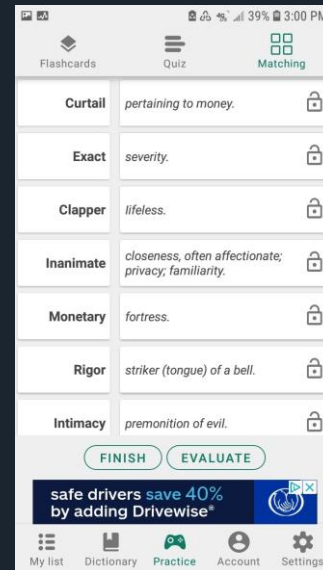 39% 3:00 PM
Flashcards Quiz Matching
Curtail pertaining to money.
Exact severity.
Clapper lifeless.
Inanimate closeness, often affectionate;
privacy; familiarity.
Monetary fortress.
Rigor striker (tongue) of a bell.
Intimacy premonition of evil.
FINISH EVALUATE
safe drivers save 40%
by adding Drivewise®
My list Dictionary Practice Account Settings